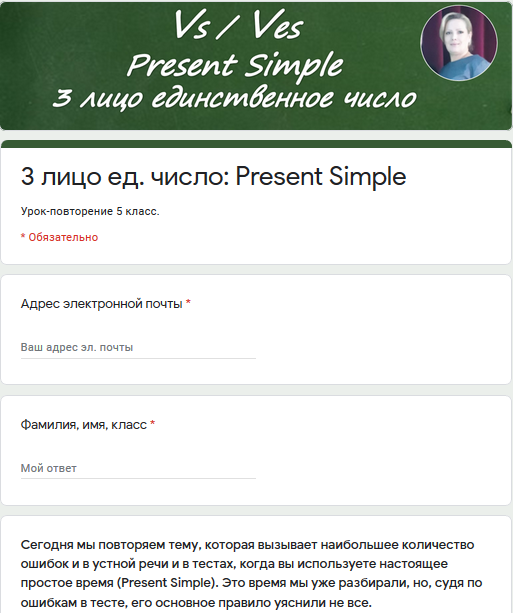 Vs / Ves
Present Simple
3 лицо единственное число
3 лицо ед. число: Present Simple
Урок-повторение 5 класс.
* Обязательно
Адрес электронной почты *
Ваш адрес эл. почты
Фамилия, имя, класс *
Мой ответ
Сегодня мы повторяем тему, которая вызывает наибольшее количество
ошибок и в устной речи и в тестах, когда вы используете настоящее
простое время (Present Simple). Это время мы уже разбирали, но, судя по
ошибкам в тесте, его основное правило уяснили не все.